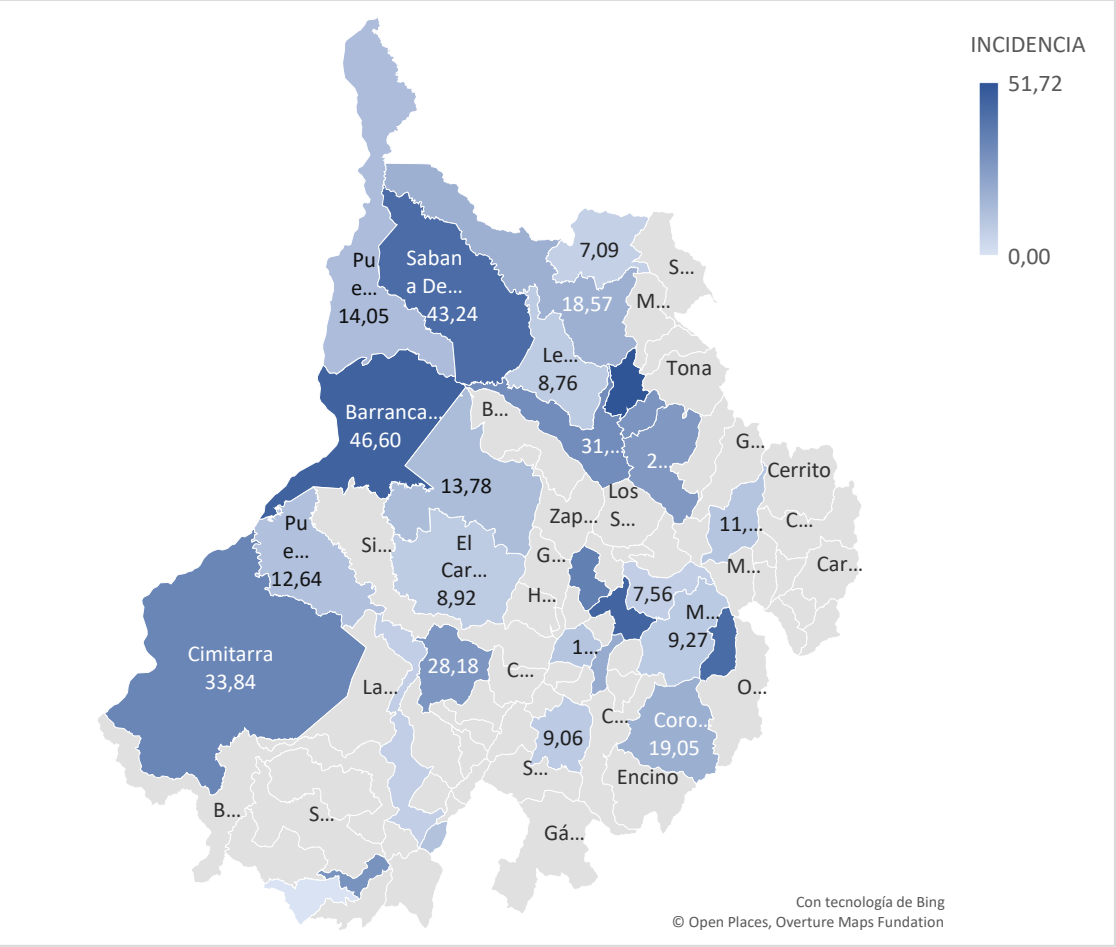 INCIDENCIA
51,72
0,00
7,09
S...
Pu
e...
14,05
Saban
a De...
43,24
18,57
M...
Le...
8,76
Tona
Barranca...
46,60
B...
31,...
2...
G...
Cerrito
13,78
Los
S...
Zap...
11,...
C...
Pu
e...
12,64
Si...
El
Car...
8,92
G...
H...
M...
Car...
7,56
M...
9,27
Cimitarra
33,84
28,18
1...
C...
La...
O...
9,06
C...
Coro...
19,05
S...
Encino
B...
S...
Gá...
Con tecnología de Bing
© Open Places, Overture Maps Fundation